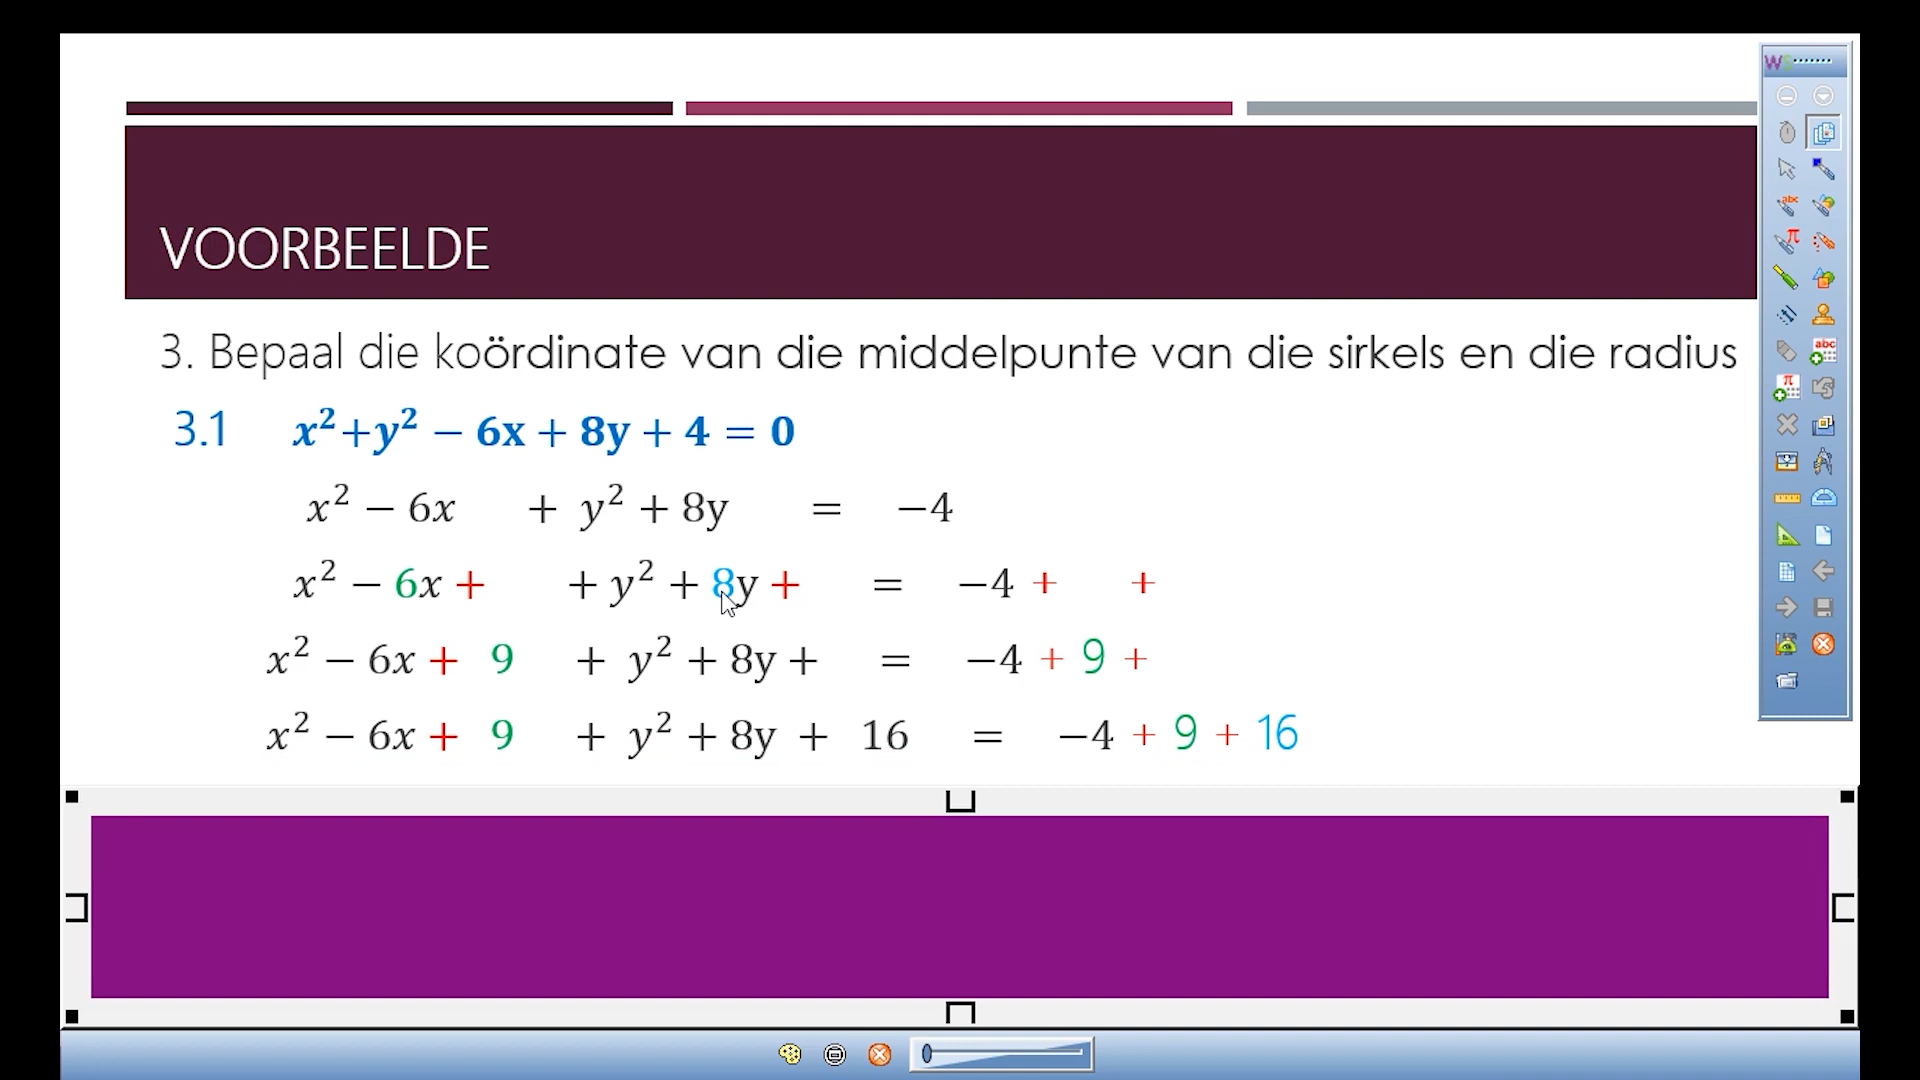 VOORBEELDE
3. Bepaal die koördinate van die middelpunte van die sirkels en die radius
3.1 x²+y² − 6x + 8y + 4 = 0
x² − 6x + y² + 8y = −4
x² − 6x + + y² + 8y + = −4 + +
x² − 6x + 9 + y² + 8y + = −4 + 9 +
x² − 6x + 9 + y² + 8y + 16 = −4 + 9 + 16